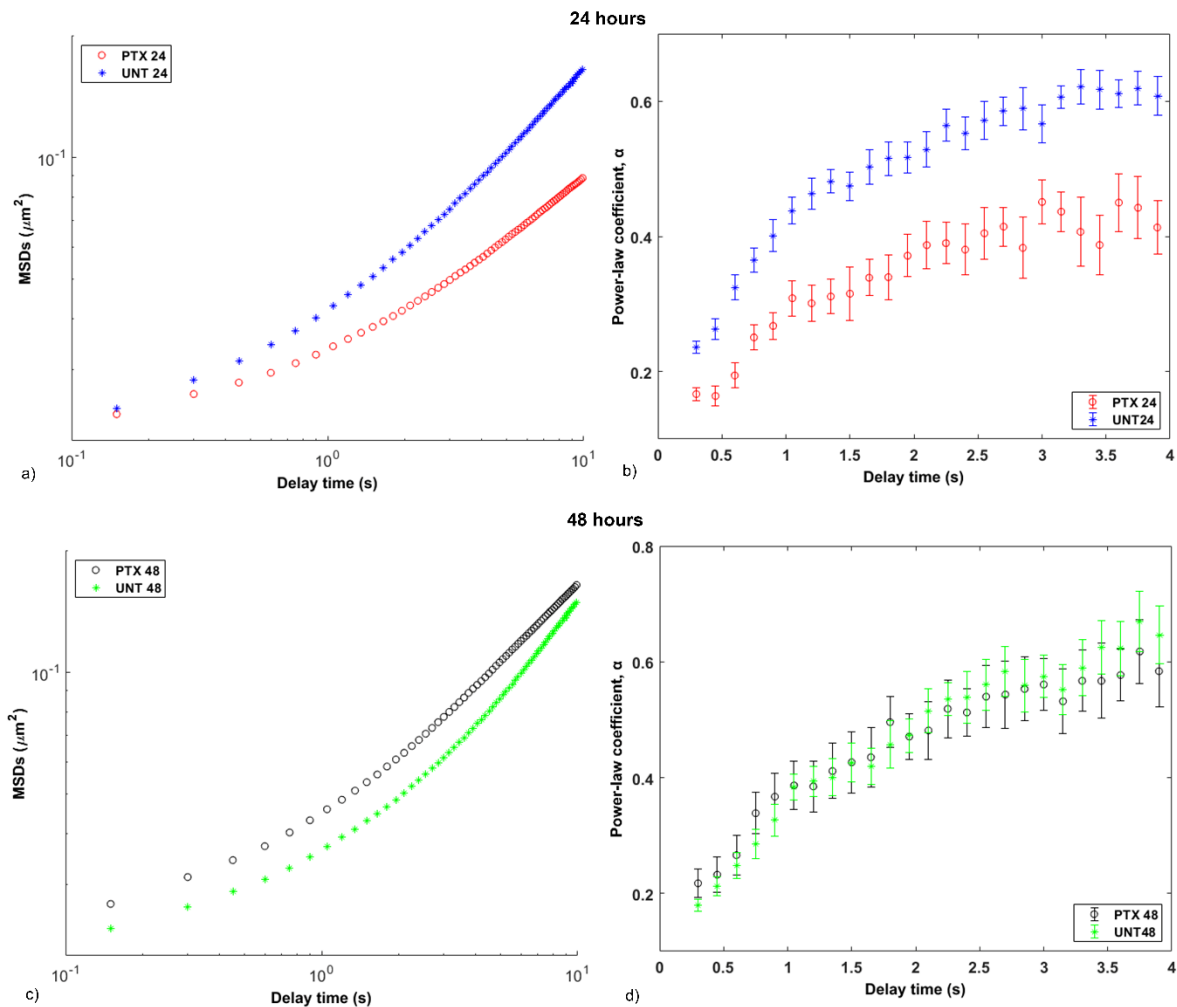 24 hours
PTX 24
UNT 24
MSDs (μm²)
10⁻¹
10⁻¹ 10⁰ 10¹
Delay time (s)
a)
Power-law coefficient, α
0.6
0.4
0.2
0 0.5 1 1.5 2 2.5 3 3.5 4
Delay time (s)
PTX 24
UNT24
b)
48 hours
PTX 48
UNT 48
MSDs (μm²)
10⁻¹
10⁻¹ 10⁰ 10¹
Delay time (s)
c)
Power-law coefficient, α
0.8
0.6
0.4
0.2
0 0.5 1 1.5 2 2.5 3 3.5 4
Delay time (s)
PTX 48
UNT48
d)